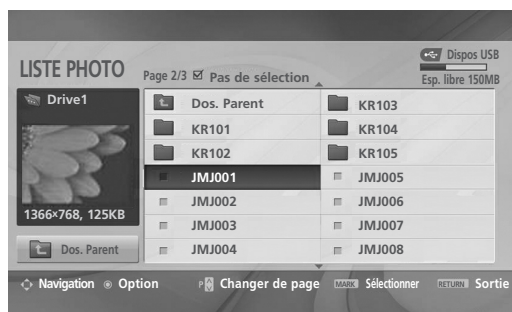 Dispos USB
LISTE PHOTO
Page 2/3 Pas de sélection
Esp. libre 150MB
Drive1
1366×768, 125KB
Dos. Parent
Dos. Parent
KR101
KR102
JMJ001
JMJ002
JMJ003
JMJ004
KR103
KR104
KR105
JMJ005
JMJ006
JMJ007
JMJ008
Navigation Option P Changer de page MARK Sélectionner RETURN Sortie